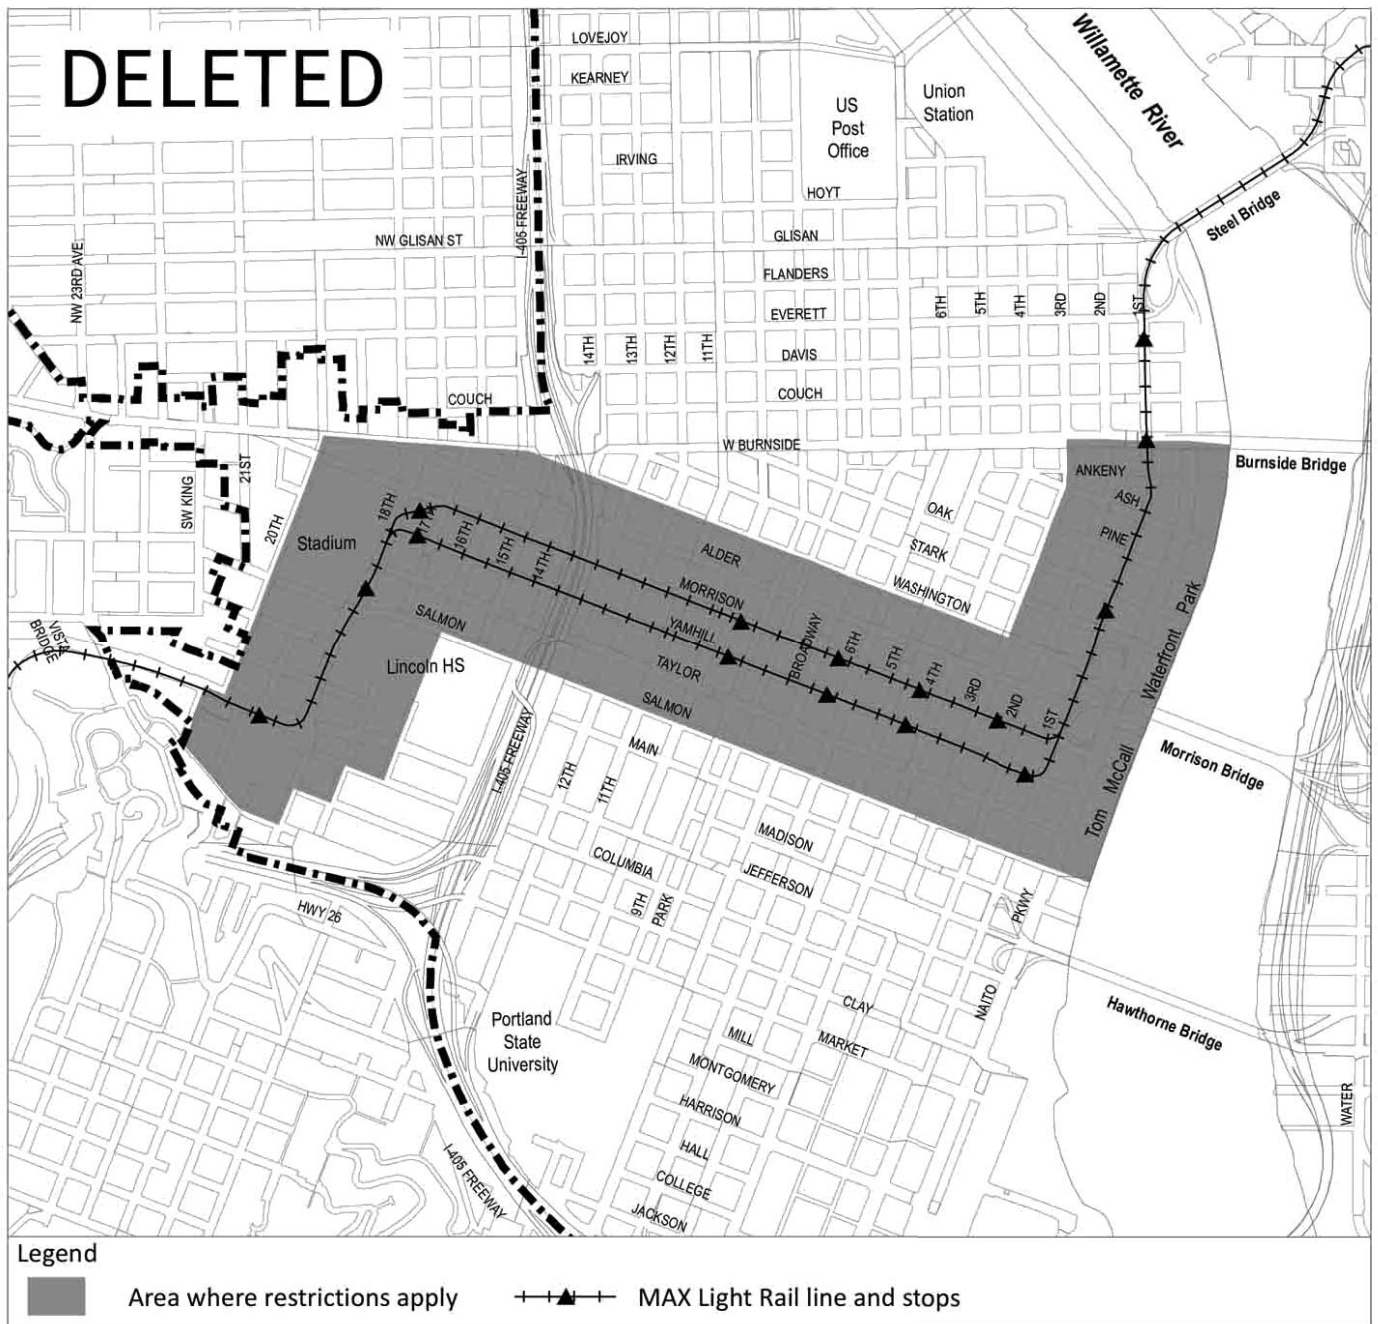 DELETED
LOVEJOY
KEARNEY
Willamette River
Union
Station
US
Post
Office
IRVING
HOYT
I-405 FREEWAY
NW 23RD AVE
NW GLISAN ST
GLISAN
Steel Bridge
FLANDERS
6TH
5TH
4TH
3RD
2ND
1ST
EVERETT
14TH
13TH
12TH
11TH
DAVIS
COUCH
COUCH
W BURNSIDE
Burnside Bridge
ANKENY
21ST
SW KING
20TH
18TH
17TH
16TH
15TH
14TH
Stadium
ASH
OAK
PINE
STARK
ALDER
WASHINGTON
MORRISON
SALMON
YAMHILL
BROADWAY
6TH
5TH
4TH
3RD
2ND
1ST
VISTA
BRIDGE
Lincoln HS
TAYLOR
SALMON
Tom McCall Waterfront Park
MAIN
Morrison Bridge
I-405 FREEWAY
12TH
11TH
MADISON
COLUMBIA
JEFFERSON
9TH
PARK
PKWY
HWY 26
NAITO
CLAY
Hawthorne Bridge
Portland
State
University
MILL
MARKET
MONTGOMERY
HARRISON
WATER
HALL
I-405 FREEWAY
COLLEGE
JACKSON
Legend
Area where restrictions apply
MAX Light Rail line and stops